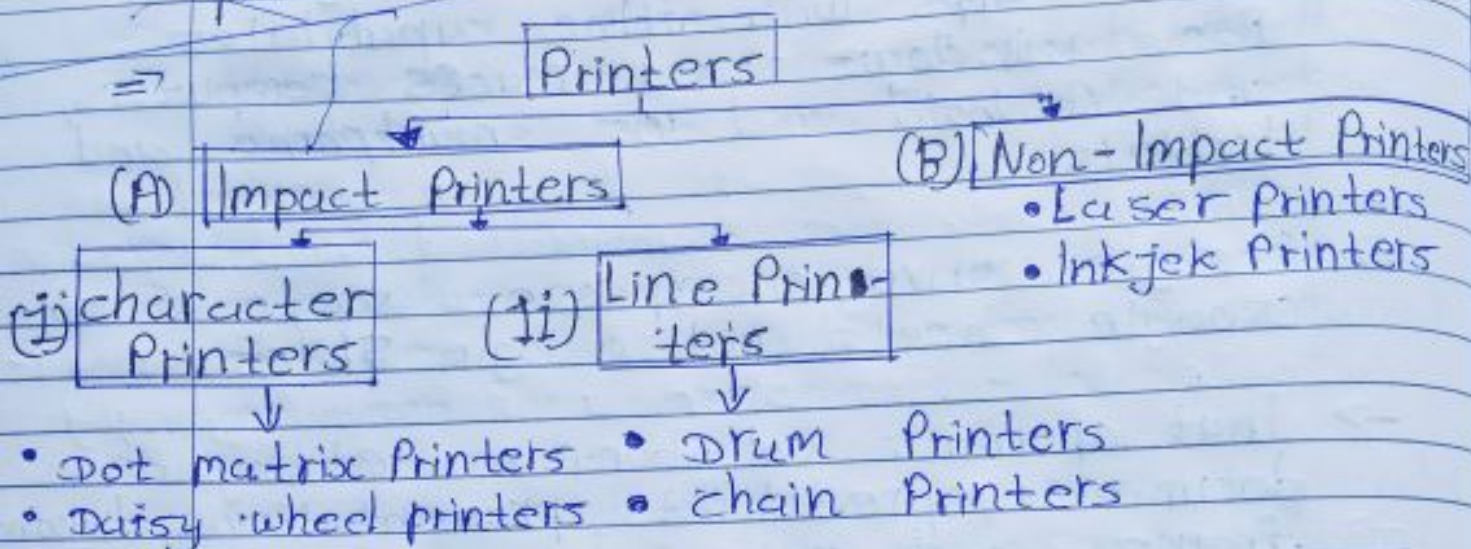 ⇒ Printers
(A) Impact Printers
(B) Non-Impact Printers
• Laser Printers
• Inkjek Printers
(i) character
Printers
(ii) Line Prin-
ters
• Dot matrix Printers
• Daisy wheel printers
• Drum Printers
• chain Printers